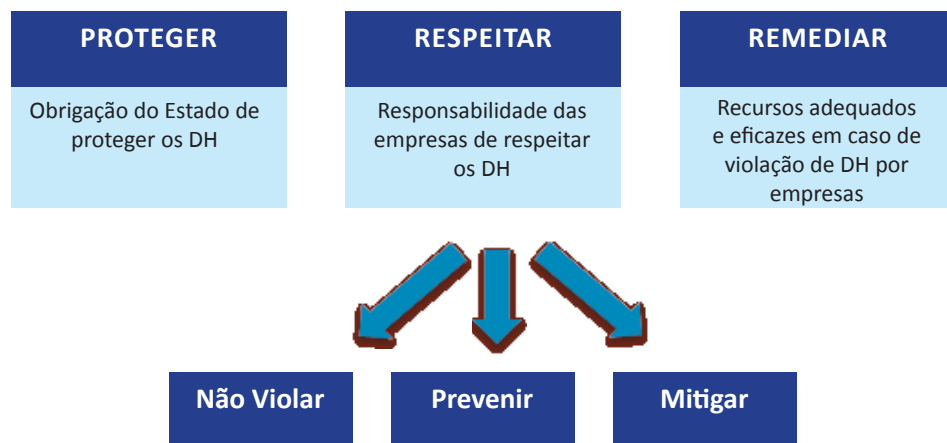 PROTEGER
Obrigação do Estado de
proteger os DH
RESPEITAR
Responsabilidade das
empresas de respeitar
os DH
REMEDIAR
Recursos adequados
e eficazes em caso de
violação de DH por
empresas
Não Violar
Prevenir
Mitigar